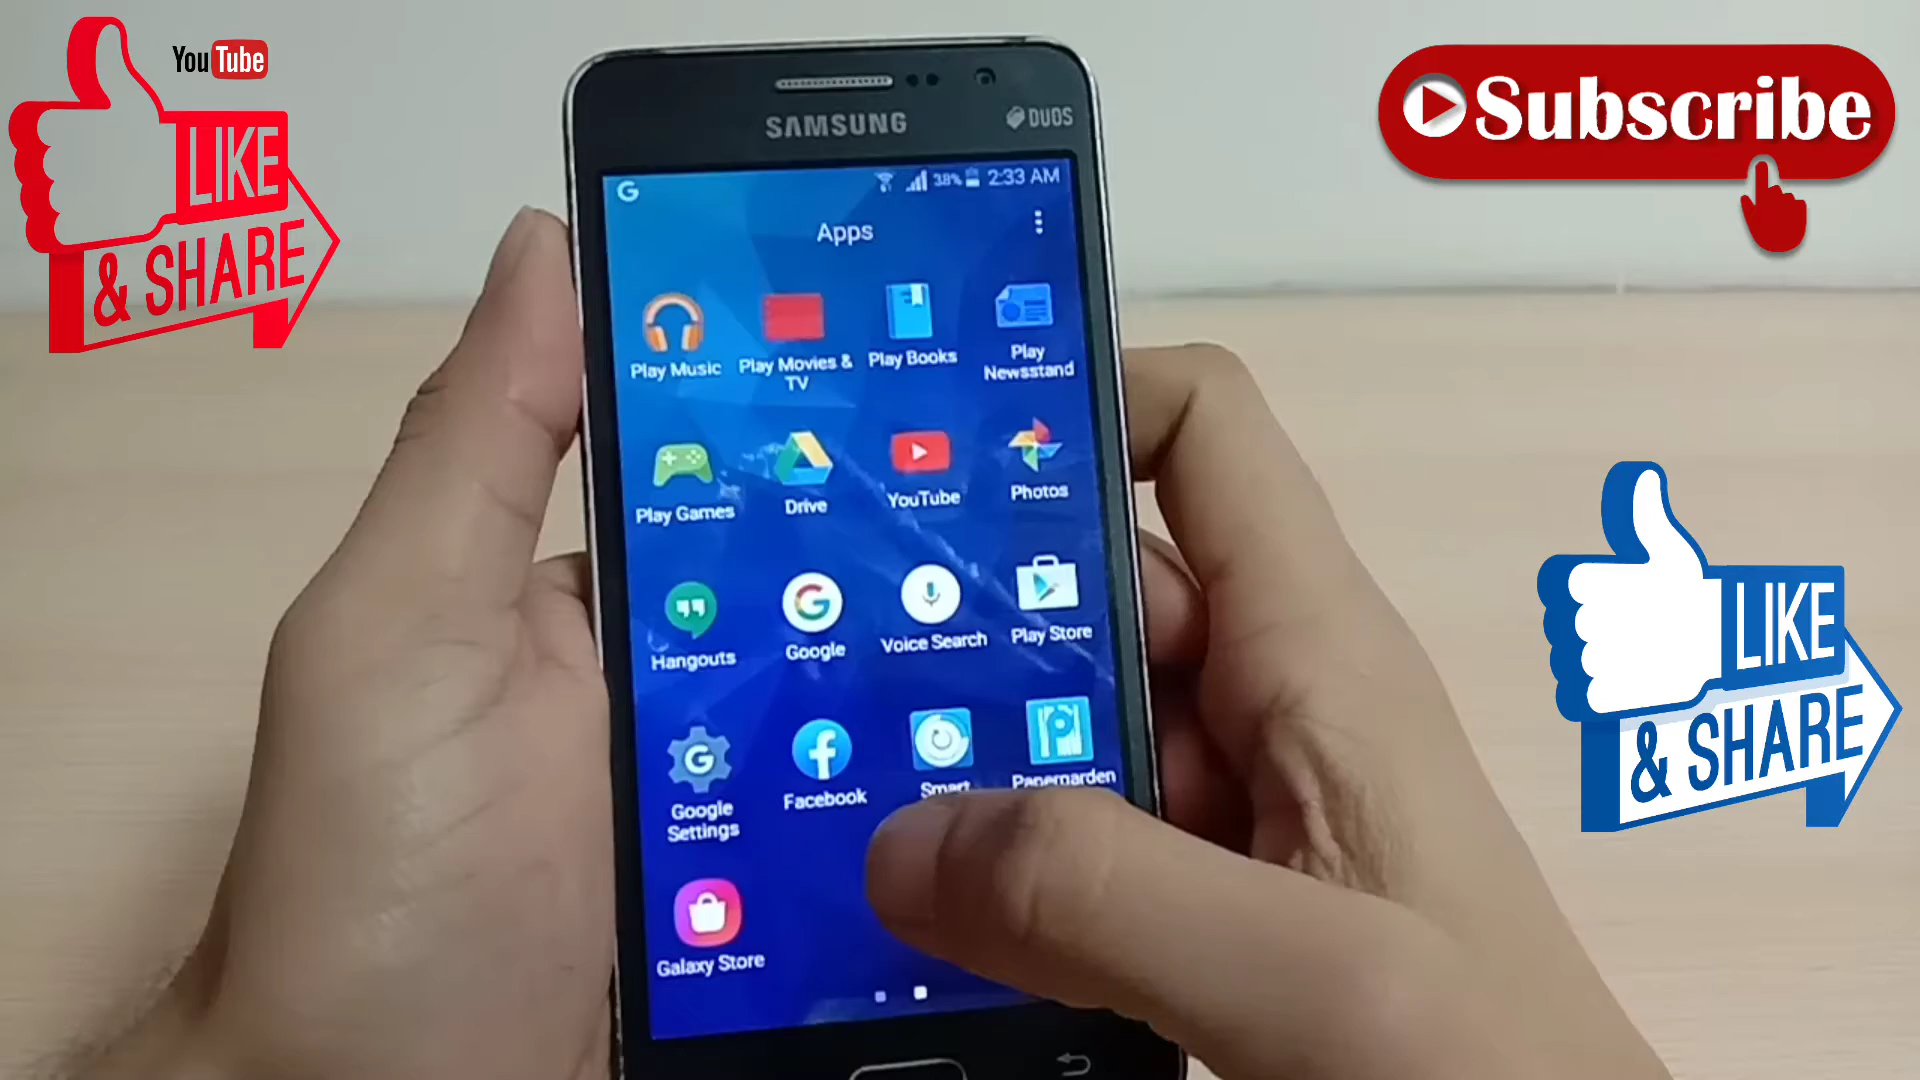 YouTube
LIKE
& SHARE
Subscribe
SAMSUNG
DUOS
38% 2:33 AM
Apps
Play Music
Play Movies & TV
Play Books
Play Newsstand
Play Games
Drive
YouTube
Photos
Hangouts
Google
Voice Search
Play Store
Google Settings
Facebook
Smart
Papergarden
Galaxy Store
LIKE
& SHARE